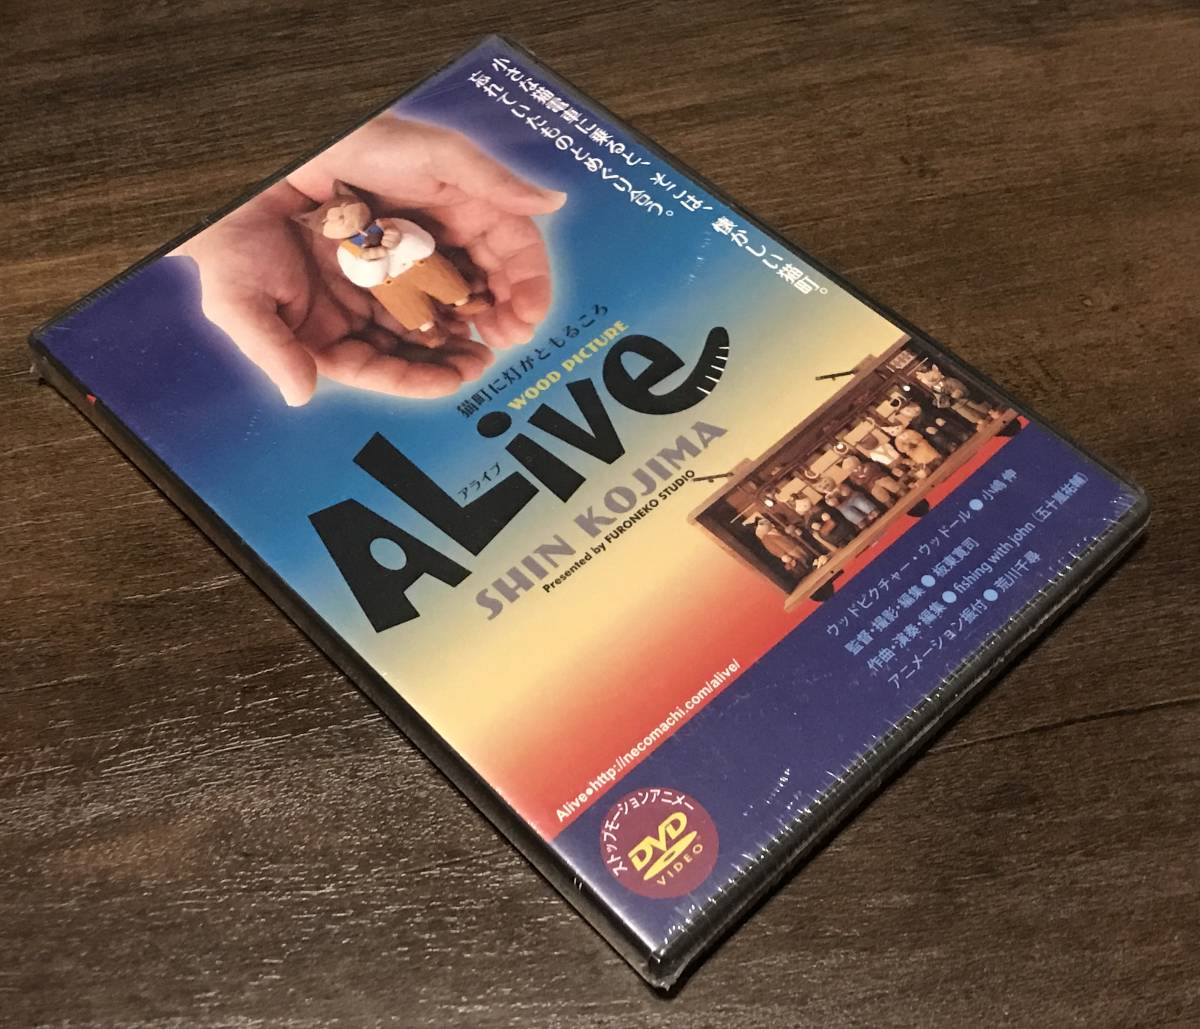 小さな猫電車に乗ると、そこは、懐かしい猫町。
忘れていたものとめぐり合う。
猫町に灯がともるころ
WOOD PICTURE
ALive
アライブ
SHIN KOJIMA
Presented by FURONEKO STUDIO
ウッドピクチャー・ウッドール●小嶋 伸
監督・撮影・編集●板東寛司
作曲・演奏・編集●fishing with john（五十嵐祐輔）
アニメーション振付●荒川千尋
Alive●http://necomachi.com/alive/
ストップモーションアニメー
DVD
VIDEO